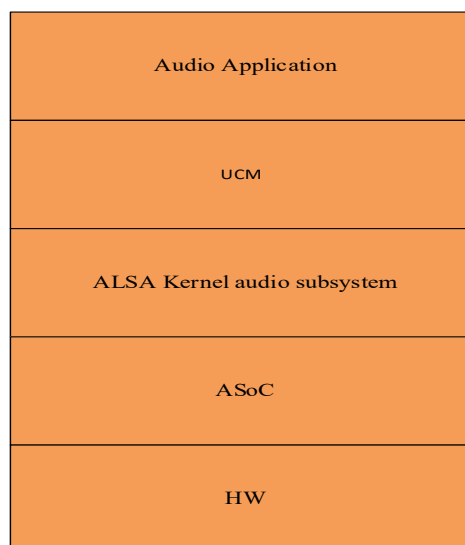 Audio Application
UCM
ALSA Kernel audio subsystem
ASoC
HW